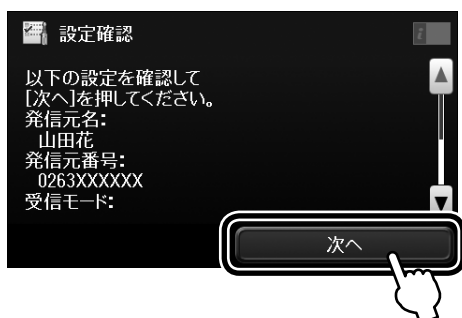 設定確認
以下の設定を確認して
[次へ]を押してください。
発信元名:
山田花
発信元番号:
0263XXXXXX
受信モード:
次へ